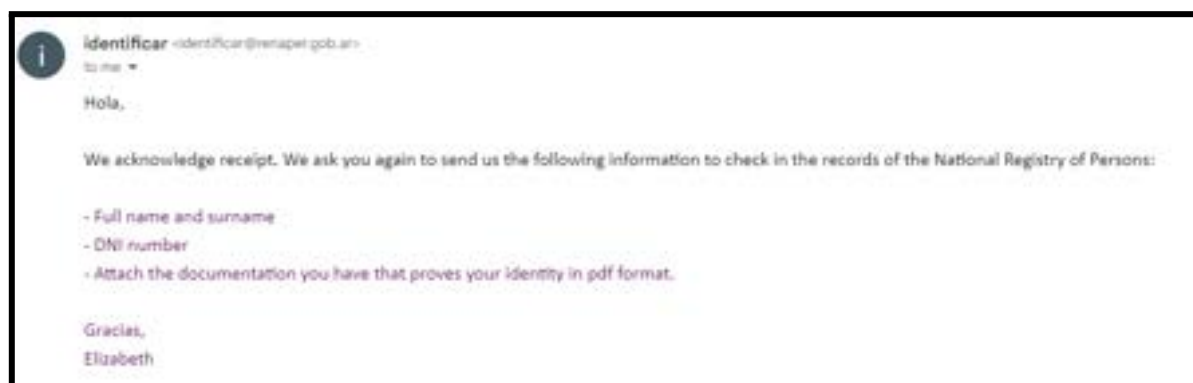 i
identificar <identificar@renaper.gob.ar>
to me
Hola,
We acknowledge receipt. We ask you again to send us the following information to check in the records of the National Registry of Persons:
- Full name and surname
- DNI number
- Attach the documentation you have that proves your identity in pdf format.
Gracias,
Elizabeth